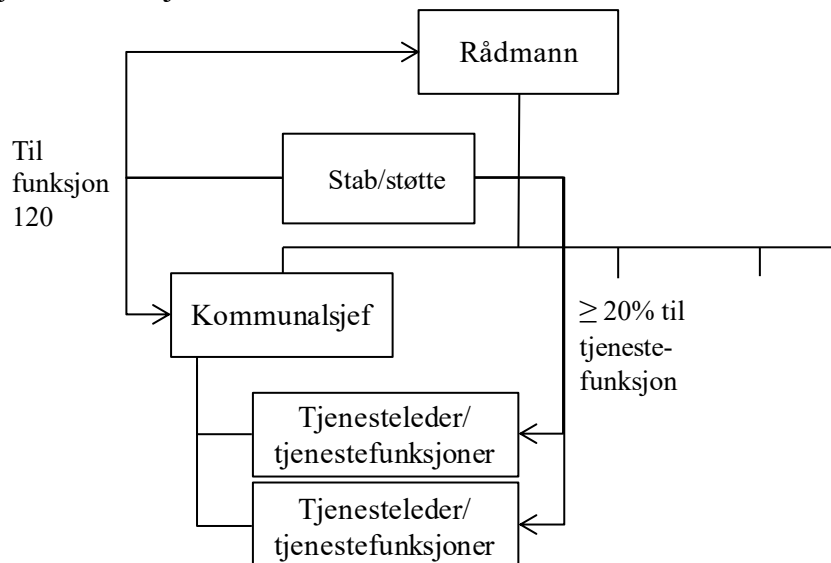 Rådmann
Til
funksjon
120
Stab/støtte
Kommunalsjef
≥ 20% til
tjeneste-
funksjon
Tjenesteleder/
tjenestefunksjoner
Tjenesteleder/
tjenestefunksjoner